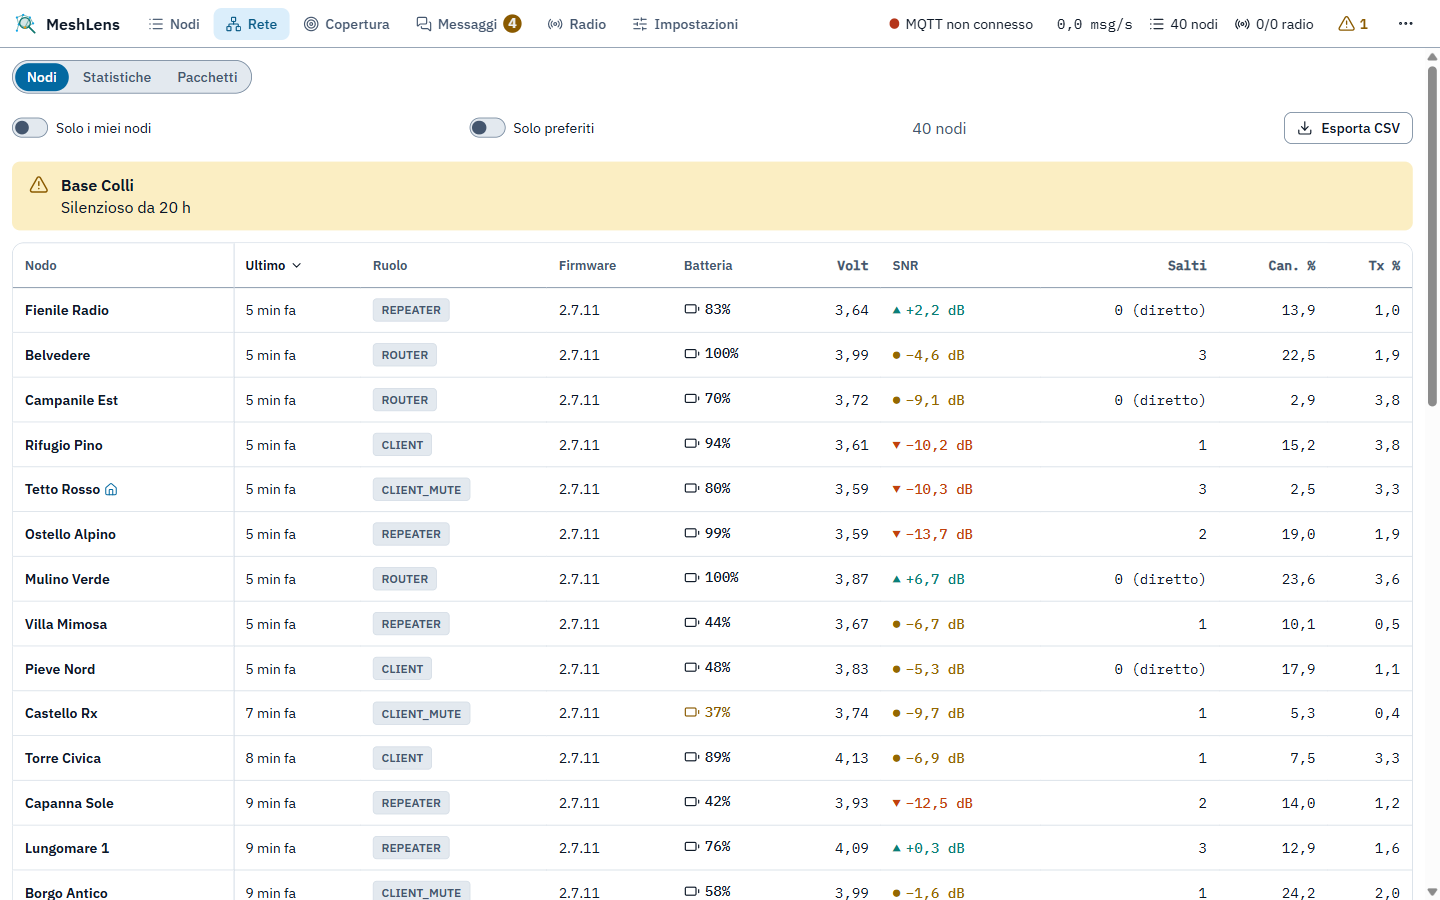 MeshLens Nodi Rete Copertura Messaggi 4 Radio Impostazioni MQTT non connesso 0,0 msg/s 40 nodi 0/0 radio 1 ···
Nodi Statistiche Pacchetti
Solo i miei nodi Solo preferiti 40 nodi Esporta CSV
Base Colli
Silenzioso da 20 h
Nodo Ultimo Ruolo Firmware Batteria Volt SNR Salti Can. % Tx %
Fienile Radio 5 min fa REPEATER 2.7.11 83% 3,64 +2,2 dB 0 (diretto) 13,9 1,0
Belvedere 5 min fa ROUTER 2.7.11 100% 3,99 −4,6 dB 3 22,5 1,9
Campanile Est 5 min fa ROUTER 2.7.11 70% 3,72 −9,1 dB 0 (diretto) 2,9 3,8
Rifugio Pino 5 min fa CLIENT 2.7.11 94% 3,61 −10,2 dB 1 15,2 3,8
Tetto Rosso 5 min fa CLIENT_MUTE 2.7.11 80% 3,59 −10,3 dB 3 2,5 3,3
Ostello Alpino 5 min fa REPEATER 2.7.11 99% 3,59 −13,7 dB 2 19,0 1,9
Mulino Verde 5 min fa ROUTER 2.7.11 100% 3,87 +6,7 dB 0 (diretto) 23,6 3,6
Villa Mimosa 5 min fa REPEATER 2.7.11 44% 3,67 −6,7 dB 1 10,1 0,5
Pieve Nord 5 min fa CLIENT 2.7.11 48% 3,83 −5,3 dB 0 (diretto) 17,9 1,1
Castello Rx 7 min fa CLIENT_MUTE 2.7.11 37% 3,74 −9,7 dB 1 5,3 0,4
Torre Civica 8 min fa CLIENT 2.7.11 89% 4,13 −6,9 dB 1 7,5 3,3
Capanna Sole 9 min fa REPEATER 2.7.11 42% 3,93 −12,5 dB 2 14,0 1,2
Lungomare 1 9 min fa REPEATER 2.7.11 76% 4,09 +0,3 dB 3 12,9 1,6
Borgo Antico 9 min fa CLIENT_MUTE 2.7.11 58% 3,99 −1,6 dB 1 24,2 2,0